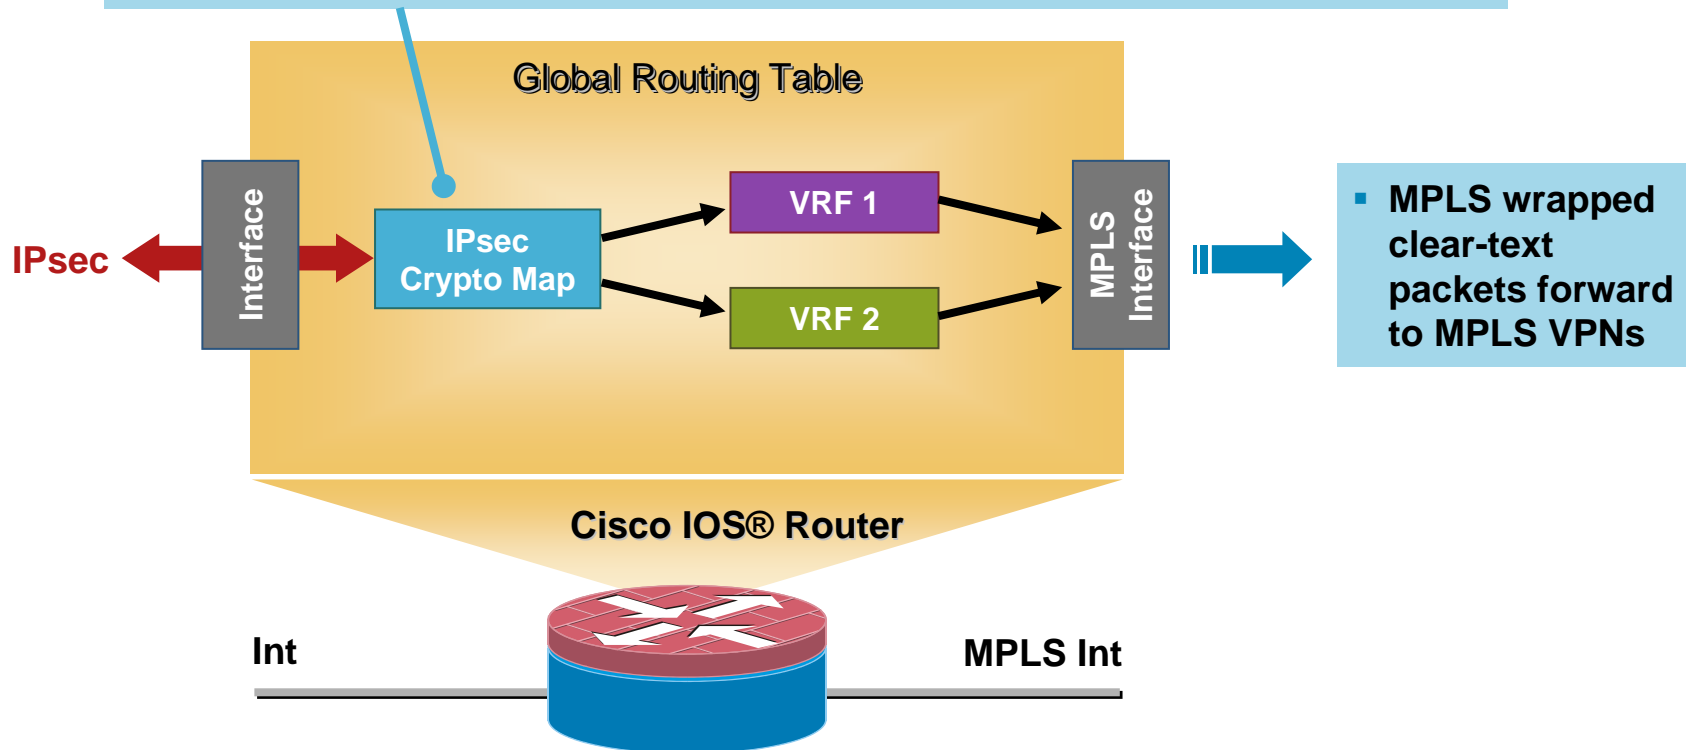 Global Routing Table
IPsec
Interface
IPsec
Crypto Map
VRF 1
VRF 2
MPLS
Interface
▪ MPLS wrapped
clear-text
packets forward
to MPLS VPNs
Cisco IOS® Router
Int
MPLS Int